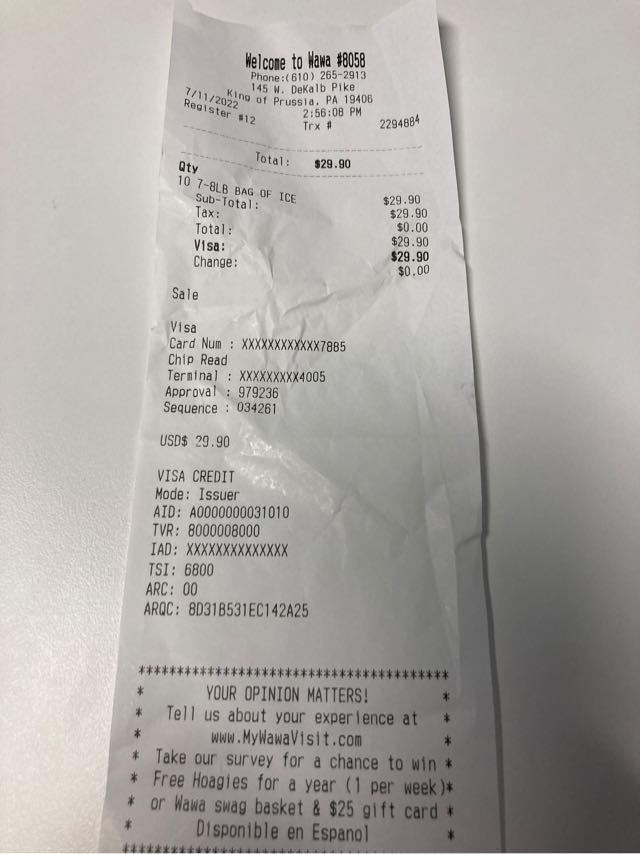 Welcome to Wawa #8058
Phone:(610) 265-2913
145 W. DeKalb Pike
King of Prussia, PA 19406
7/11/2022 2:56:08 PM
Register #12 Trx # 2294884
Total: $29.90
Qty
10 7-8LB BAG OF ICE $29.90
Sub-Total: $29.90
Tax: $0.00
Total: $29.90
Visa: $29.90
Change: $0.00
Sale
Visa
Card Num : XXXXXXXXXXXX7885
Chip Read
Terminal : XXXXXXXXX4005
Approval : 979236
Sequence : 034261
USD$ 29.90
VISA CREDIT
Mode: Issuer
AID: A0000000031010
TVR: 8000008000
IAD: XXXXXXXXXXXXXX
TSI: 6800
ARC: 00
ARQC: 8D31B531EC142A25
******************************************
* YOUR OPINION MATTERS! *
* Tell us about your experience at *
* www.MyWawaVisit.com *
* Take our survey for a chance to win *
* Free Hoagies for a year (1 per week)*
* or Wawa swag basket & $25 gift card *
* Disponible en Espanol *
******************************************